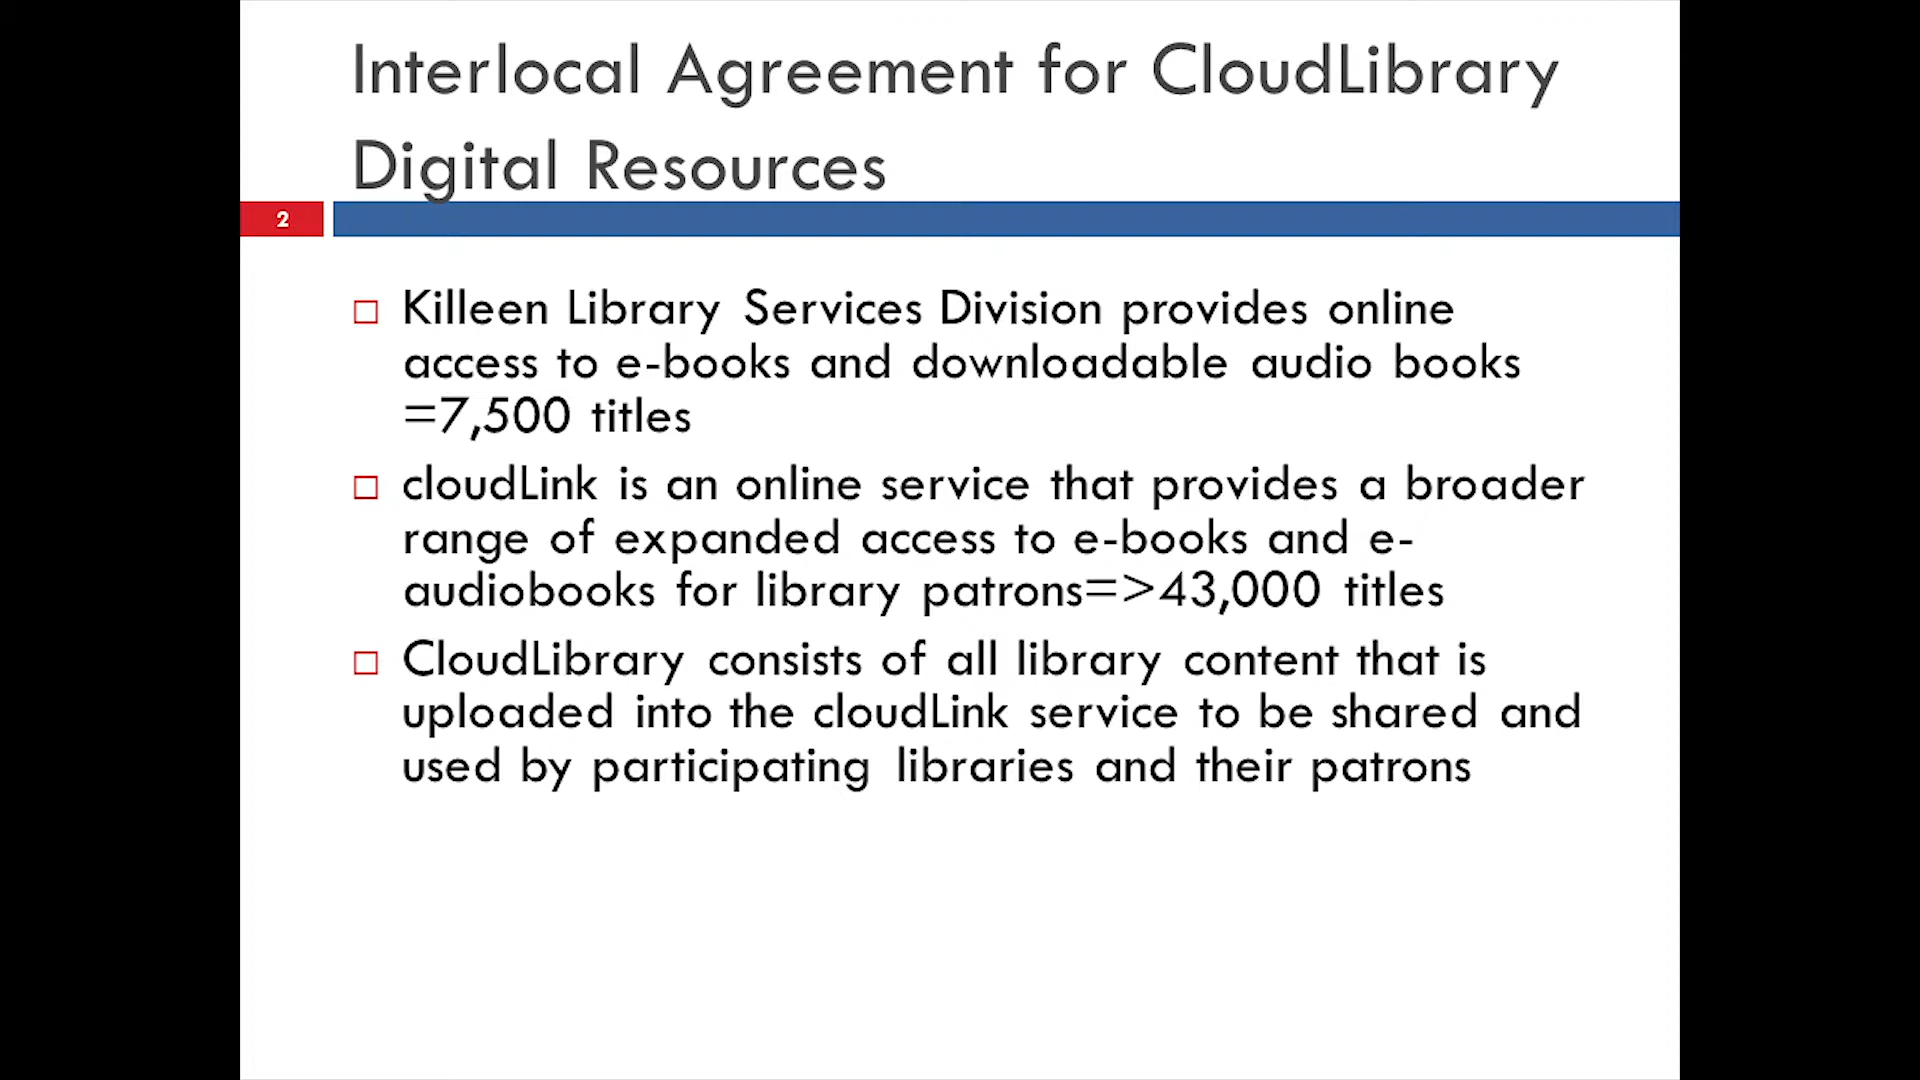 Interlocal Agreement for CloudLibrary
Digital Resources
2
Killeen Library Services Division provides online
access to e-books and downloadable audio books
=7,500 titles
cloudLink is an online service that provides a broader
range of expanded access to e-books and e-
audiobooks for library patrons=>43,000 titles
CloudLibrary consists of all library content that is
uploaded into the cloudLink service to be shared and
used by participating libraries and their patrons